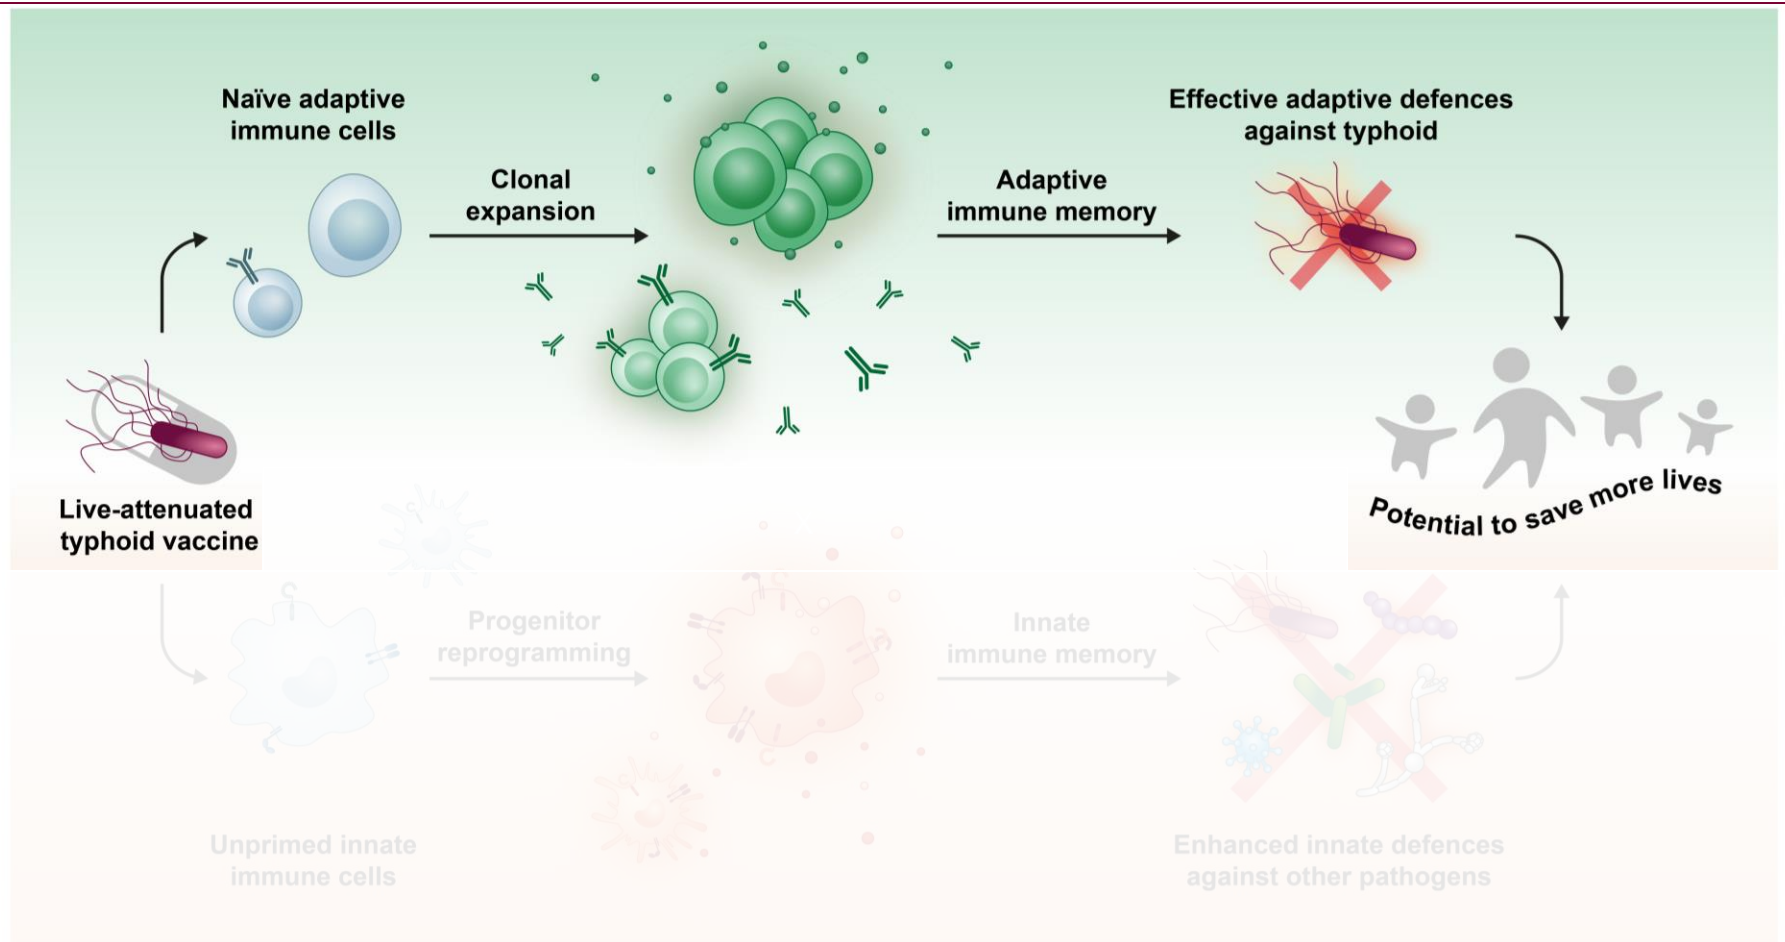 Naïve adaptive
immune cells
Clonal
expansion
Adaptive
immune memory
Effective adaptive defences
against typhoid
Live-attenuated
typhoid vaccine
Potential to save more lives
Progenitor
reprogramming
Innate
immune memory
Unprimed innate
immune cells
Enhanced innate defences
against other pathogens